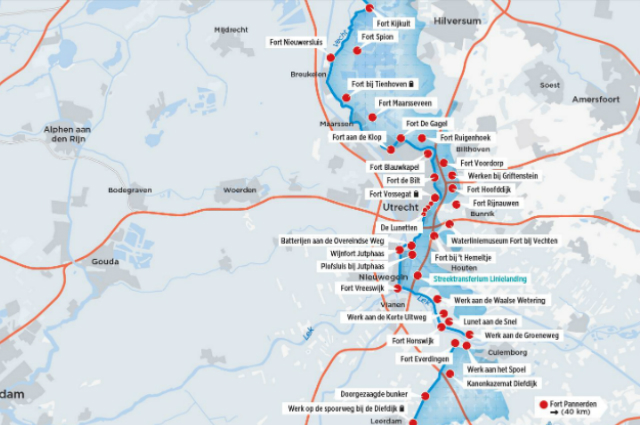 Fort Kijkuit
Hilversum
Mijdrecht
Vecht
Fort Spion
Fort Nieuwersluis
Breukelen
Fort bij Tienhoven
Soest
Amersfoort
Fort Maarsseveen
Maarssen
Fort De Gagel
Alphen aan
den Rijn
Fort aan de Klop
Fort Ruigenhoek
Bilthoven
Fort Blauwkapel
Fort Voordorp
Fort de Bilt
Werken bij Griftenstein
Bodegraven
Woerden
Fort Vossegat
Fort Hoofddijk
Utrecht
Fort Rijnauwen
Bunnik
De Lunetten
Batterijen aan de Overeindse Weg
Waterliniemuseum Fort bij Vechten
Wijnfort Jutphaas
Fort bij 't Hemeltje
Gouda
Plofsluis bij Jutphaas
Houten
Nieuwegein
Streektransferium Linielanding
Fort Vreeswijk
Vianen
Lek
Werk aan de Waalse Wetering
Werk aan de Korte Uitweg
Lunet aan de Snel
Lek
Fort Honswijk
Werk aan de Groeneweg
Culemborg
Fort Everdingen
Werk aan het Spoel
Kanonkazemat Diefdijk
dam
Doorgezaagde bunker
Werk op de spoorweg bij de Diefdijk
Leerdam
Fort Pannerden
→ (40 km)